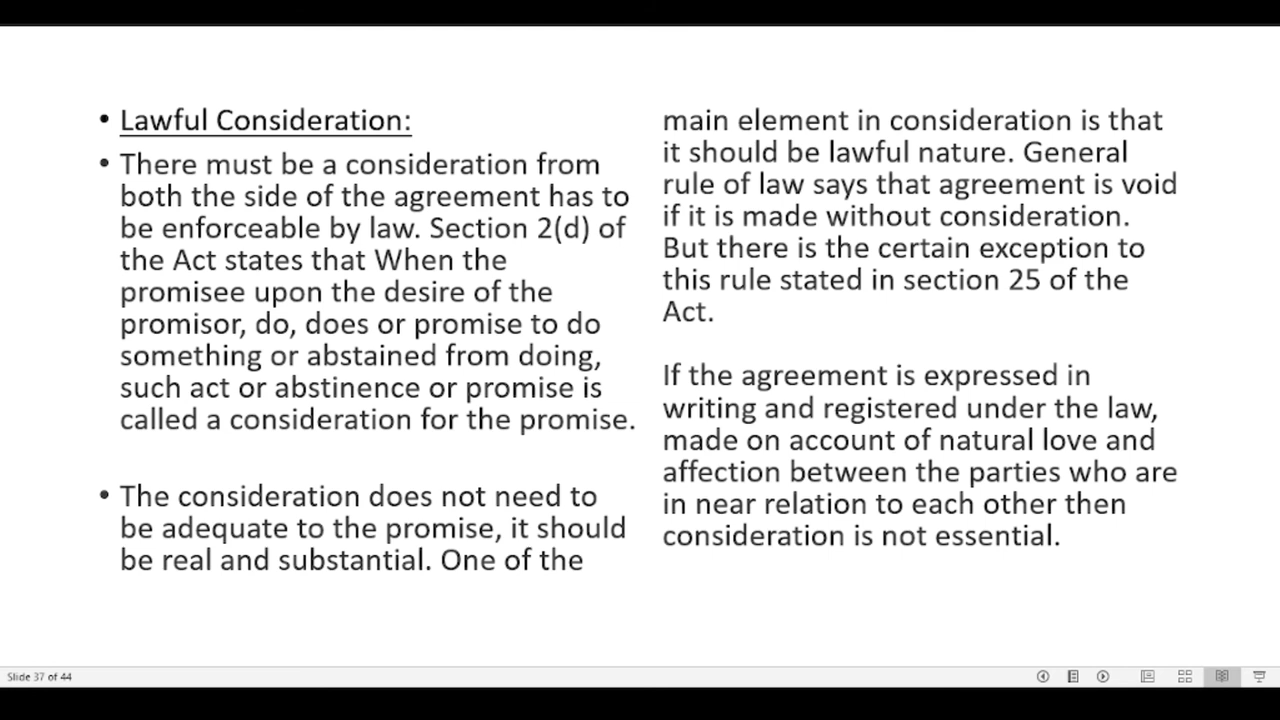 • Lawful Consideration:
• There must be a consideration from
both the side of the agreement has to
be enforceable by law. Section 2(d) of
the Act states that When the
promisee upon the desire of the
promisor, do, does or promise to do
something or abstained from doing,
such act or abstinence or promise is
called a consideration for the promise.
• The consideration does not need to
be adequate to the promise, it should
be real and substantial. One of the
main element in consideration is that
it should be lawful nature. General
rule of law says that agreement is void
if it is made without consideration.
But there is the certain exception to
this rule stated in section 25 of the
Act.
If the agreement is expressed in
writing and registered under the law,
made on account of natural love and
affection between the parties who are
in near relation to each other then
consideration is not essential.
Slide 37 of 44